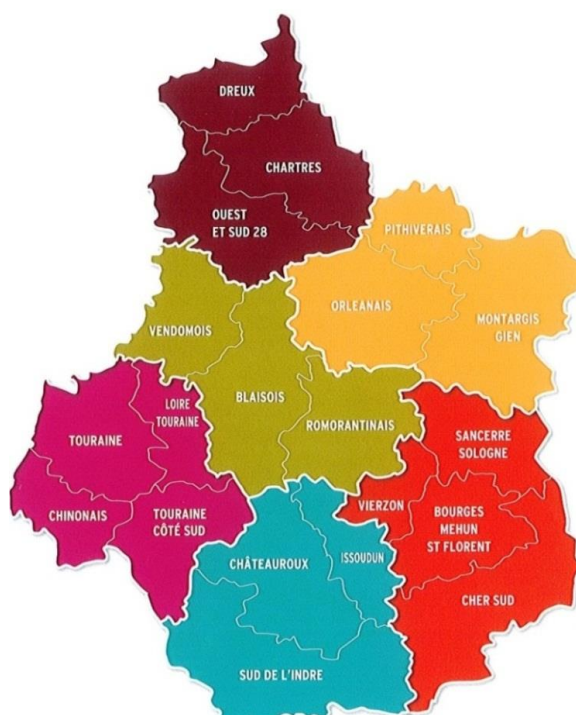 DREUX
CHARTRES
OUEST
ET SUD 28
PITHIVERAIS
ORLEANAIS
MONTARGIS
GIEN
VENDOMOIS
BLAISOIS
ROMORANTINAIS
LOIRE
TOURAINE
TOURAINE
CHINONAIS
TOURAINE
CÔTÉ SUD
SANCERRE
SOLOGNE
VIERZON
BOURGES
MEHUN
ST FLORENT
CHER SUD
CHÂTEAUROUX
ISSOUDUN
SUD DE L'INDRE